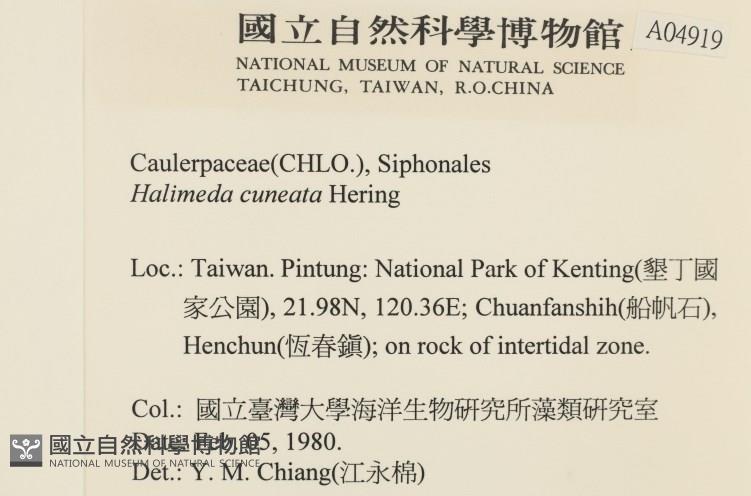 國立自然科學博物館
A04919
NATIONAL MUSEUM OF NATURAL SCIENCE
TAICHUNG, TAIWAN, R.O.CHINA
Caulerpaceae(CHLO.), Siphonales
Halimeda cuneata Hering
Loc.: Taiwan. Pintung: National Park of Kenting(墾丁國
家公園), 21.98N, 120.36E; Chuanfanshih(船帆石),
Henchun(恆春鎮); on rock of intertidal zone.
Col.: 國立臺灣大學海洋生物研究所藻類研究室
Date: Feb. 05, 1980.
國立自然科學博物館
NATIONAL MUSEUM OF NATURAL SCIENCE
Det.: Y. M. Chiang(江永棉)